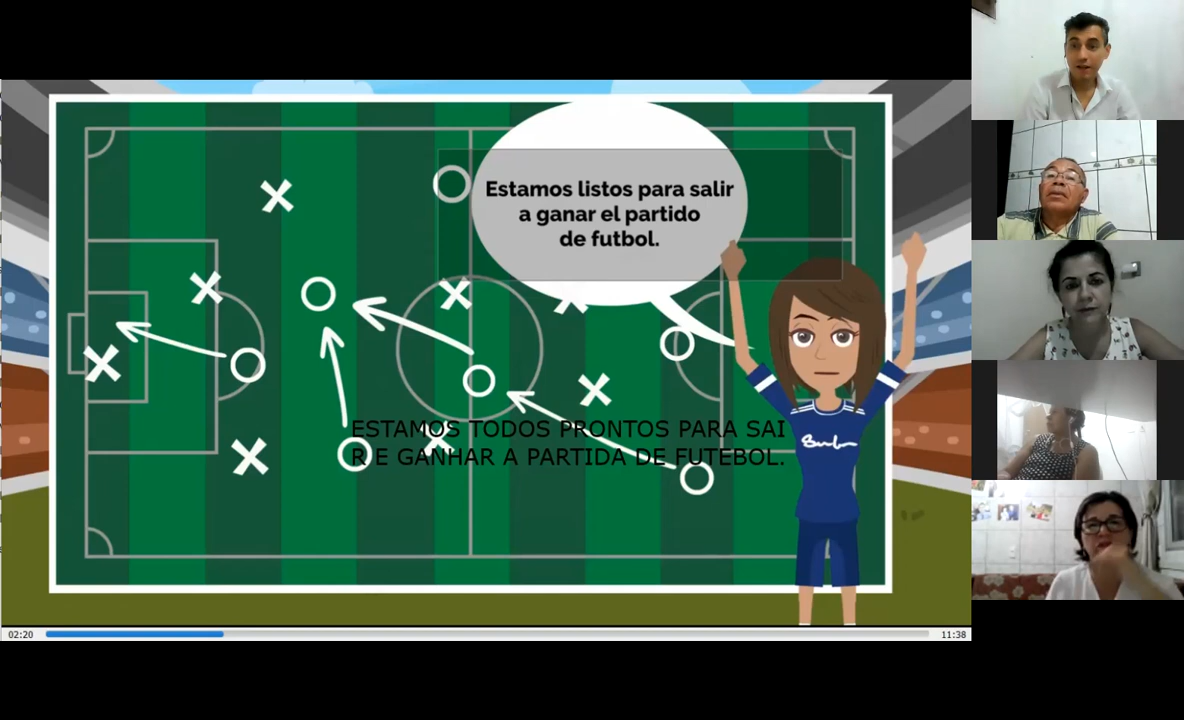 Estamos listos para salir
a ganar el partido
de futbol.
ESTAMOS TODOS PRONTOS PARA SAI
R E GANHAR A PARTIDA DE FUTEBOL.
02:20
11:38